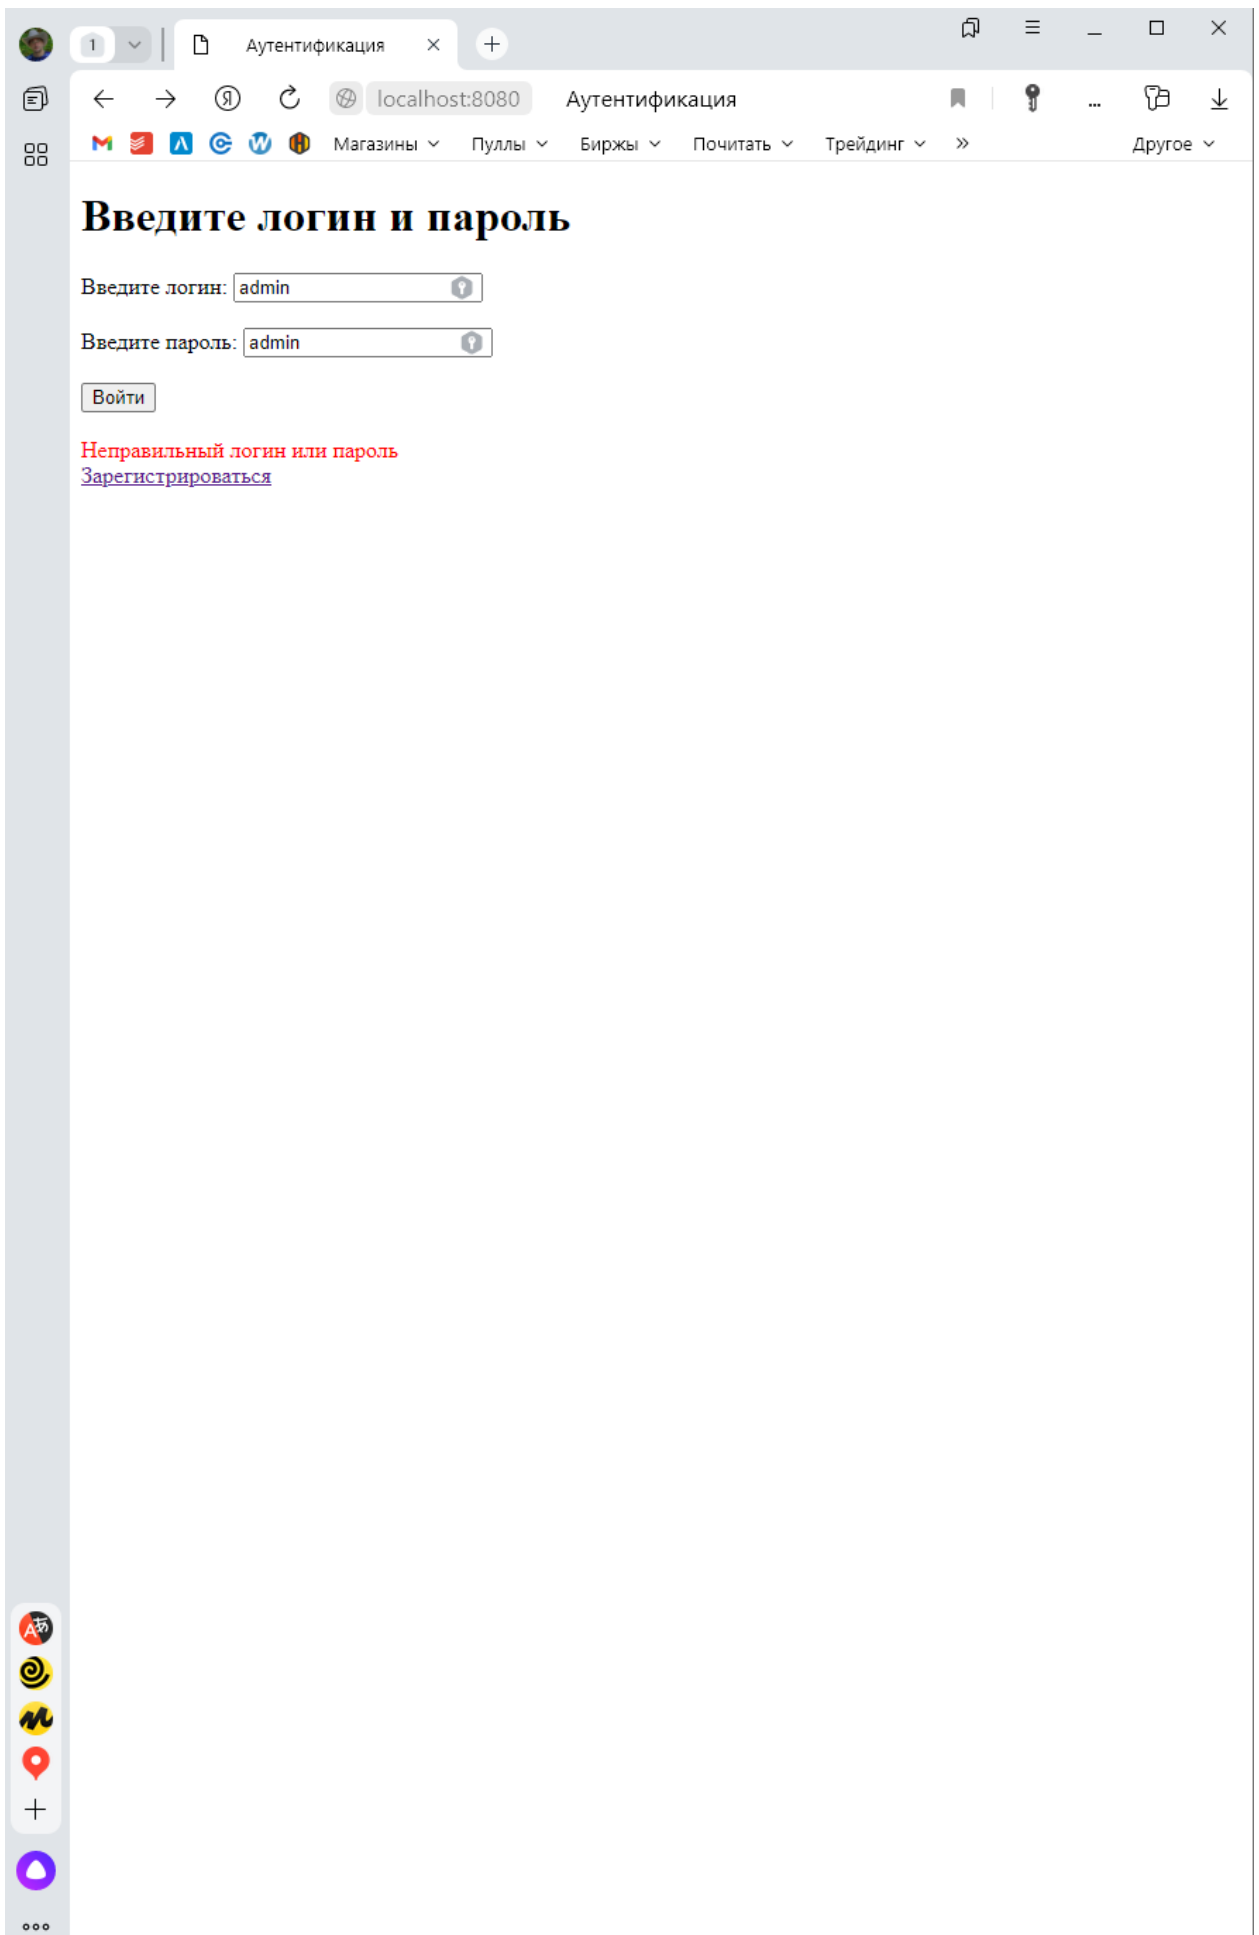 1
Аутентификация
Я
localhost:8080 Аутентификация
...
Магазины Пуллы Биржы Почитать Трейдинг » Другое
Введите логин и пароль
Введите логин: admin
Введите пароль: admin
Войти
Неправильный логин или пароль
Зарегистрироваться